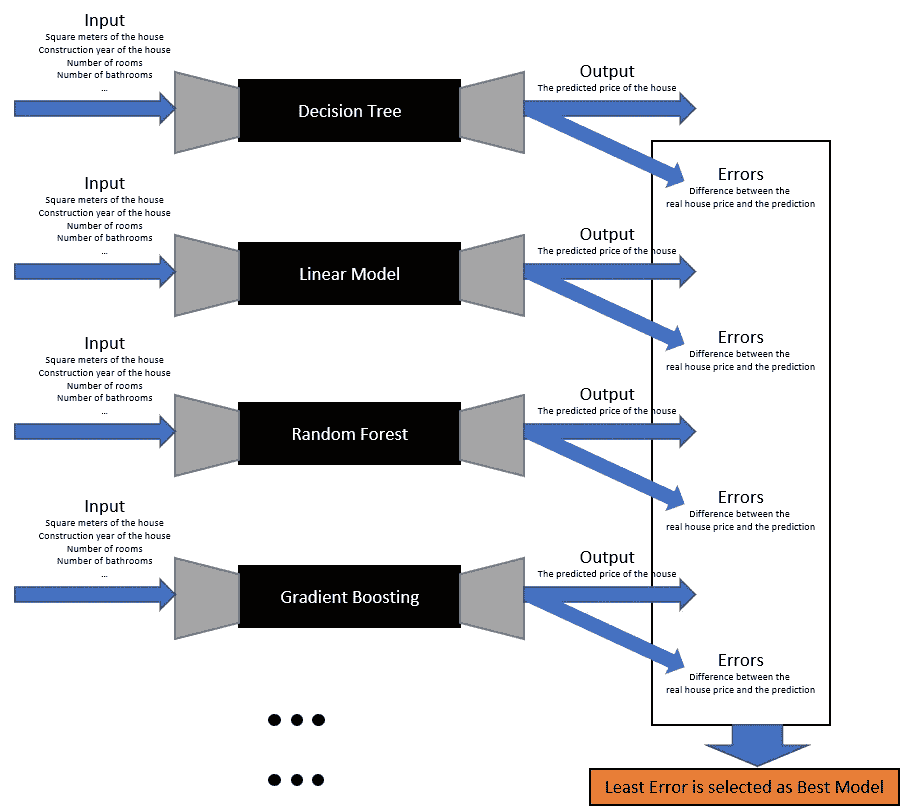 Input
Square meters of the house
Construction year of the house
Number of rooms
Number of bathrooms
...
Decision Tree
Output
The predicted price of the house
Errors
Difference between the
real house price and the prediction
Input
Square meters of the house
Construction year of the house
Number of rooms
Number of bathrooms
...
Linear Model
Output
The predicted price of the house
Errors
Difference between the
real house price and the prediction
Input
Square meters of the house
Construction year of the house
Number of rooms
Number of bathrooms
...
Random Forest
Output
The predicted price of the house
Errors
Difference between the
real house price and the prediction
Input
Square meters of the house
Construction year of the house
Number of rooms
Number of bathrooms
...
Gradient Boosting
Output
The predicted price of the house
Errors
Difference between the
real house price and the prediction
Least Error is selected as Best Model